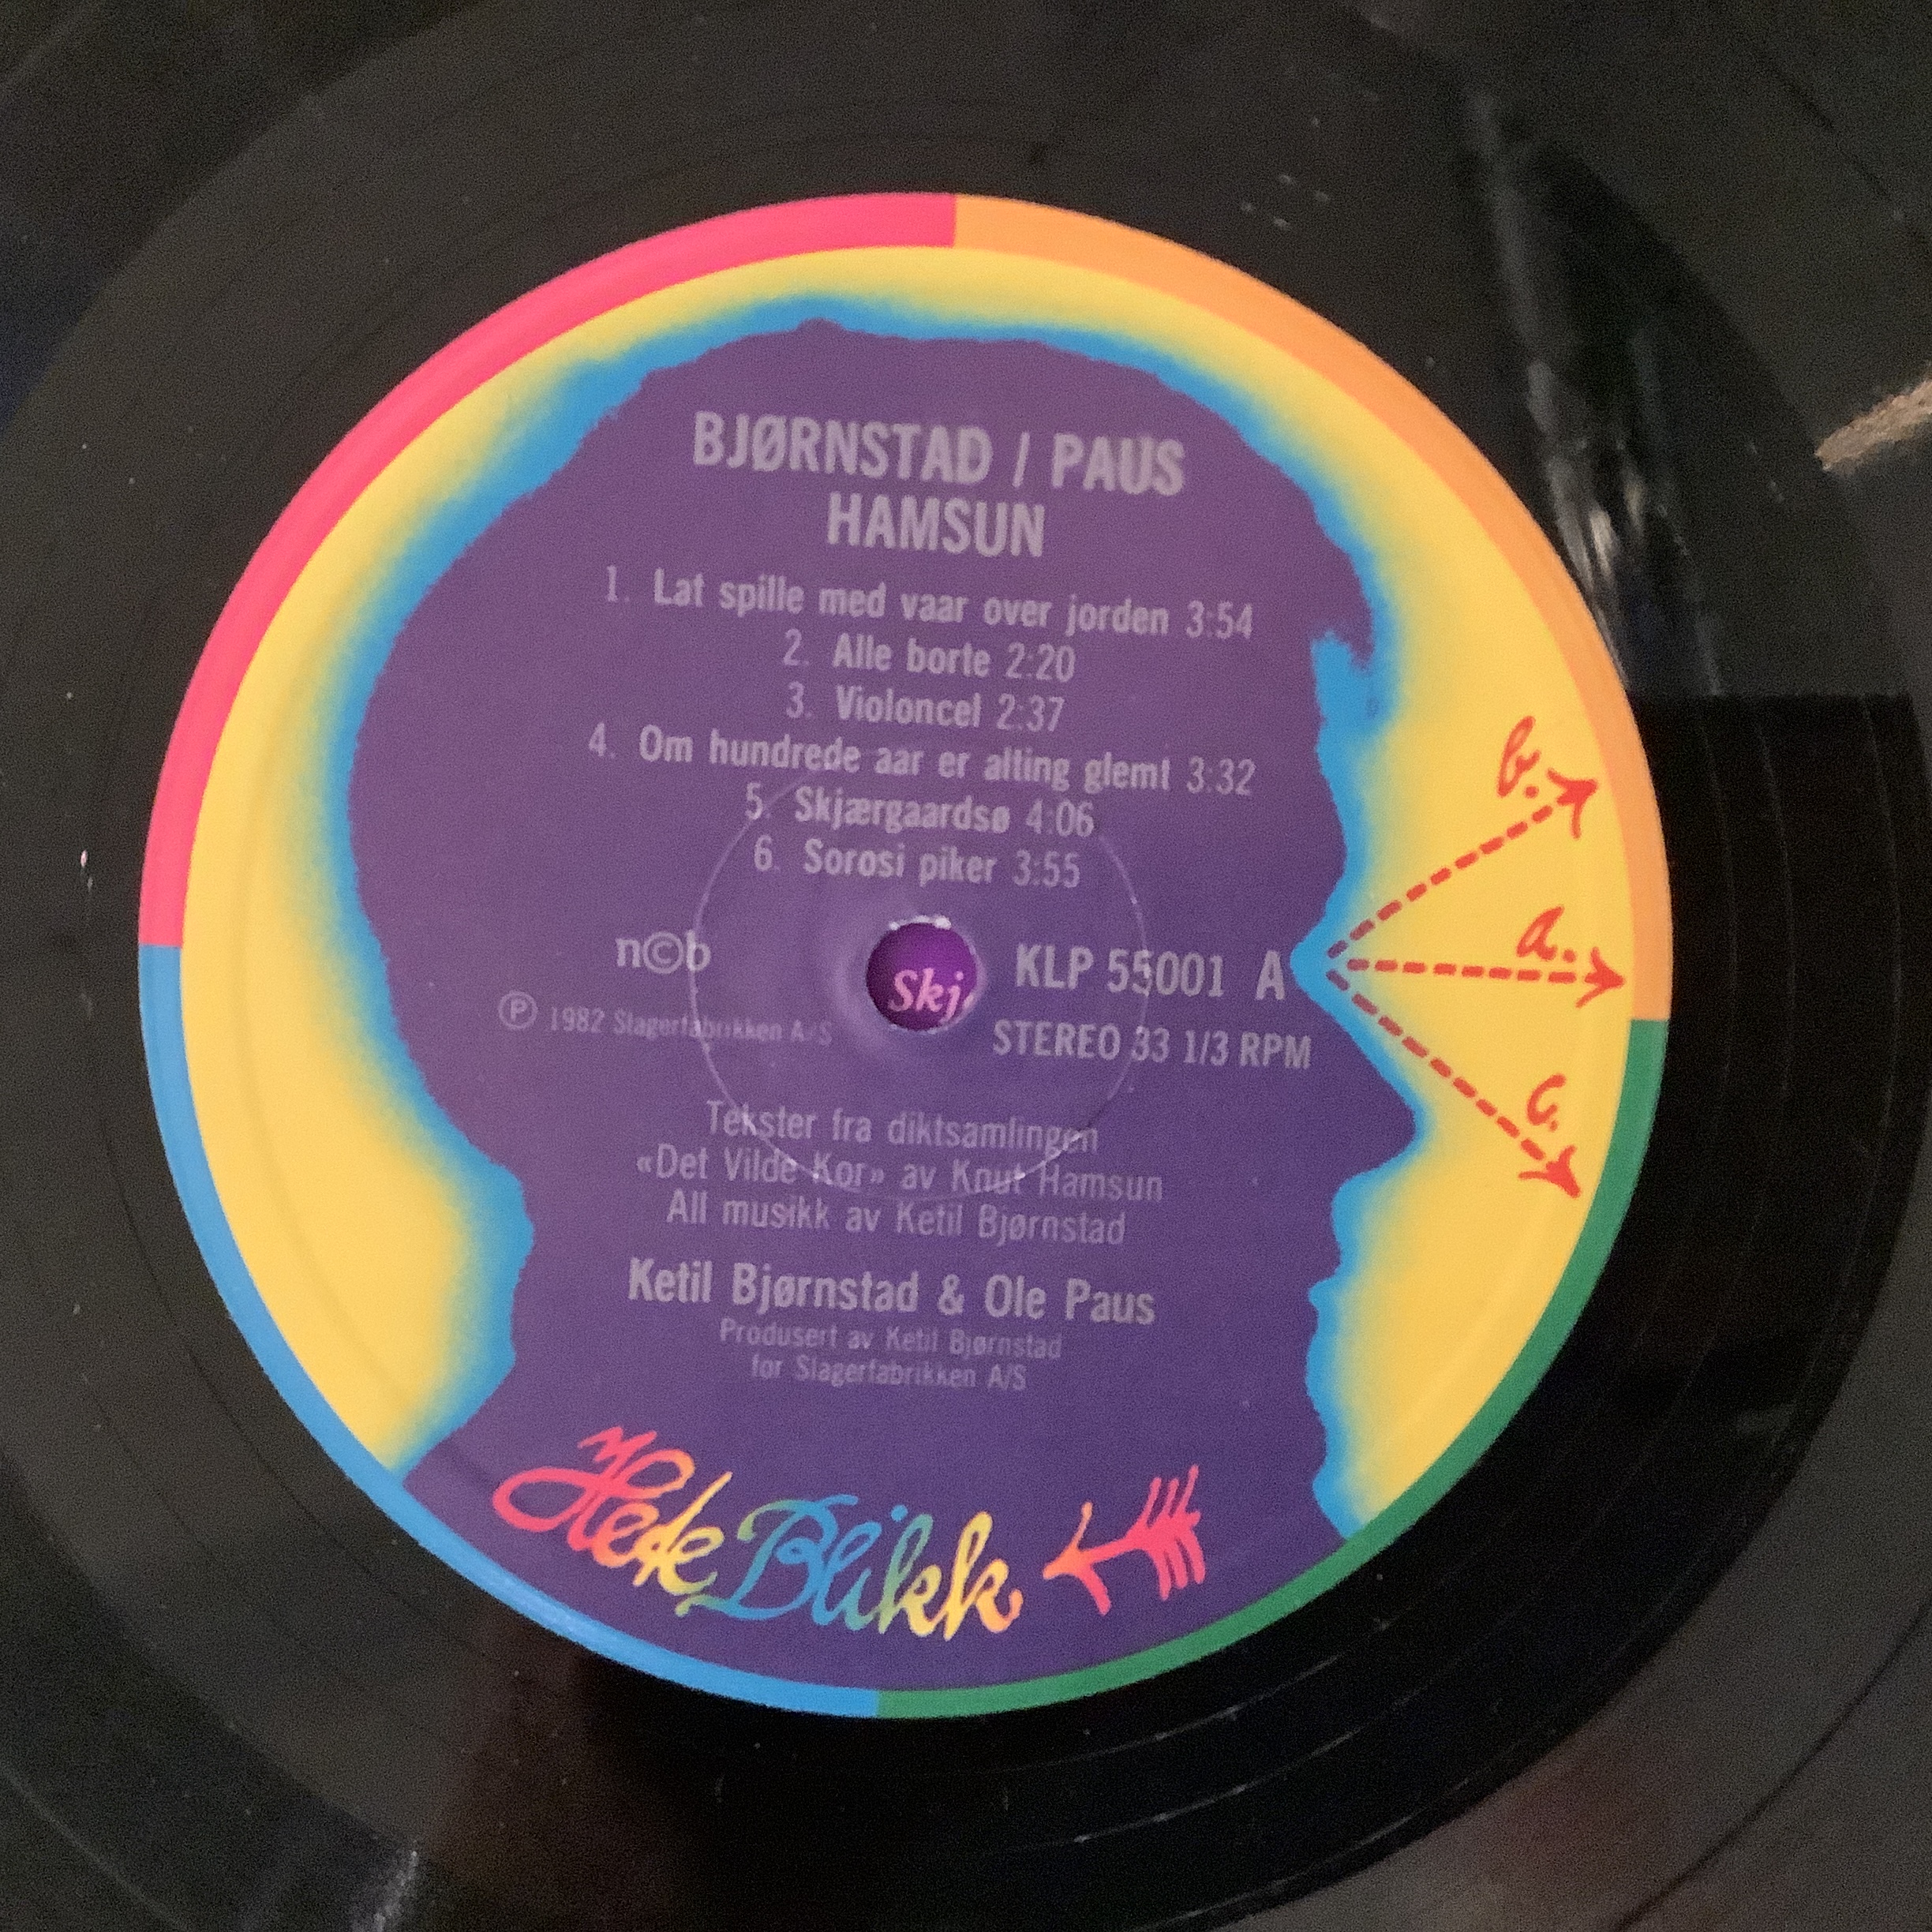 BJØRNSTAD / PAUS
HAMSUN
1. Lat spille med vaar over jorden 3:54
2. Alle borte 2:20
3. Violoncel 2:37
4. Om hundrede aar er alting glemt 3:32
5. Skjærgaardsø 4:06
6. Sorosi piker 3:55
n©b
KLP 55001 A
Ⓟ 1982 Slagerfabrikken A/S
STEREO 33 1/3 RPM
Skj
Tekster fra diktsamlingen
«Det Vilde Kor» av Knut Hamsun
All musikk av Ketil Bjørnstad
Ketil Bjørnstad & Ole Paus
Produsert av Ketil Bjørnstad
for Slagerfabrikken A/S
Hete Blikk
b.
a.
c.